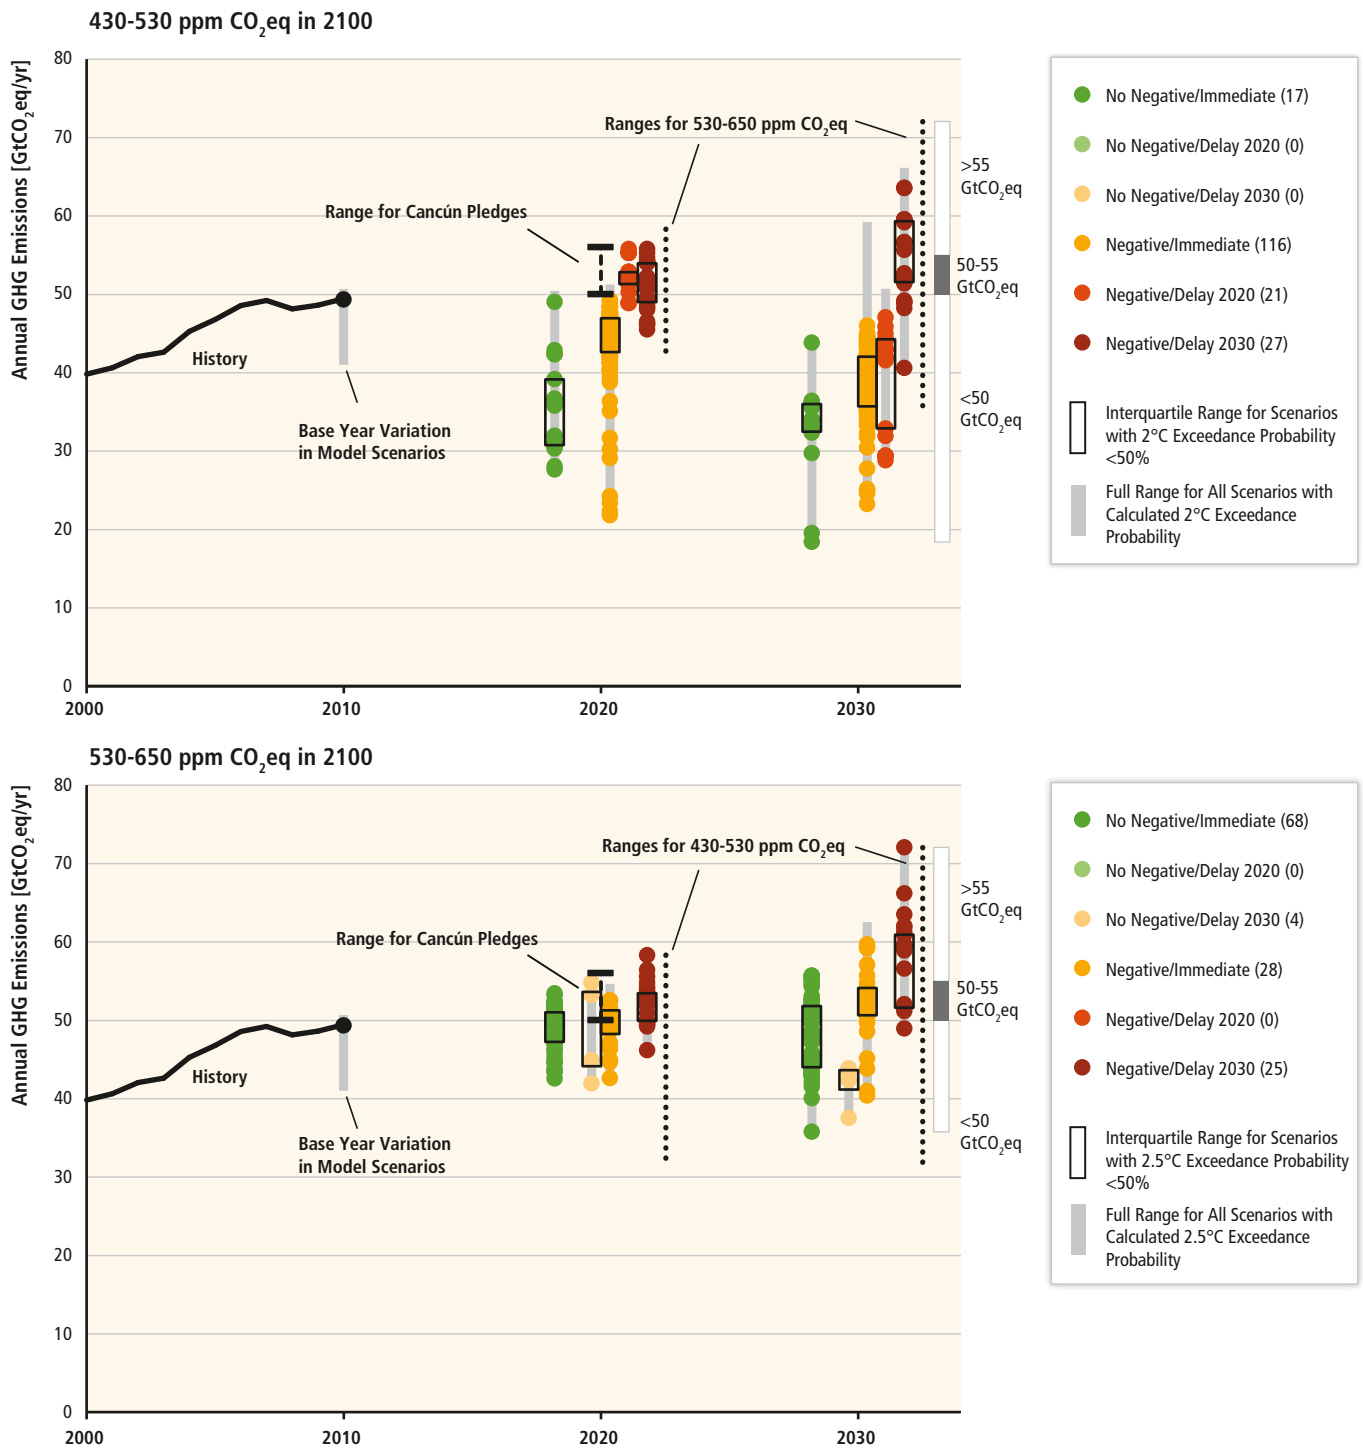 430-530 ppm CO₂eq in 2100
Annual GHG Emissions [GtCO₂eq/yr]
80
70
60
50
40
30
20
10
0
2000
2010
2020
2030
Ranges for 530-650 ppm CO₂eq
Range for Cancún Pledges
History
Base Year Variation
in Model Scenarios
>55
GtCO₂eq
50-55
GtCO₂eq
<50
GtCO₂eq
No Negative/Immediate (17)
No Negative/Delay 2020 (0)
No Negative/Delay 2030 (0)
Negative/Immediate (116)
Negative/Delay 2020 (21)
Negative/Delay 2030 (27)
Interquartile Range for Scenarios
with 2°C Exceedance Probability
<50%
Full Range for All Scenarios with
Calculated 2°C Exceedance
Probability
530-650 ppm CO₂eq in 2100
Annual GHG Emissions [GtCO₂eq/yr]
80
70
60
50
40
30
20
10
0
2000
2010
2020
2030
Ranges for 430-530 ppm CO₂eq
Range for Cancún Pledges
History
Base Year Variation
in Model Scenarios
>55
GtCO₂eq
50-55
GtCO₂eq
<50
GtCO₂eq
No Negative/Immediate (68)
No Negative/Delay 2020 (0)
No Negative/Delay 2030 (4)
Negative/Immediate (28)
Negative/Delay 2020 (0)
Negative/Delay 2030 (25)
Interquartile Range for Scenarios
with 2.5°C Exceedance Probability
<50%
Full Range for All Scenarios with
Calculated 2.5°C Exceedance
Probability